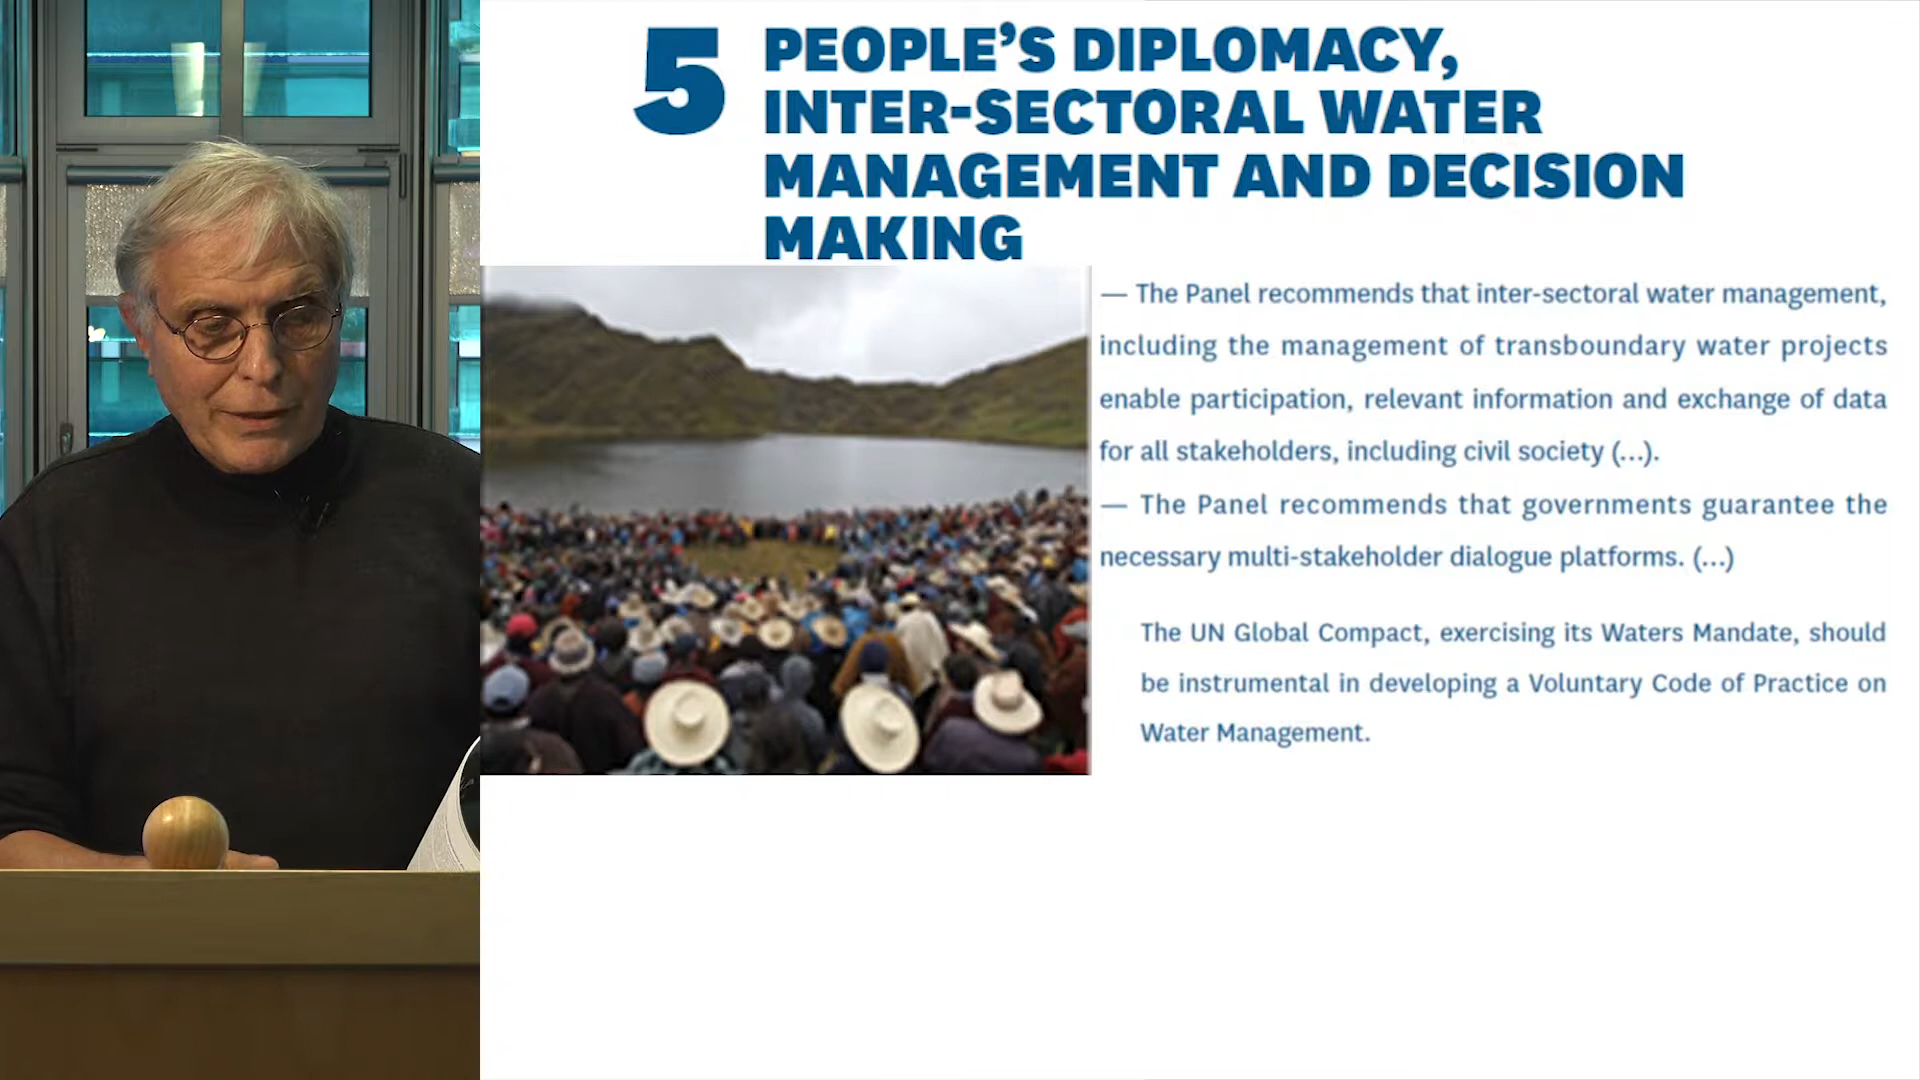 5 PEOPLE’S DIPLOMACY,
INTER-SECTORAL WATER
MANAGEMENT AND DECISION
MAKING
— The Panel recommends that inter-sectoral water management,
including the management of transboundary water projects
enable participation, relevant information and exchange of data
for all stakeholders, including civil society (...).
— The Panel recommends that governments guarantee the
necessary multi-stakeholder dialogue platforms. (...)
The UN Global Compact, exercising its Waters Mandate, should
be instrumental in developing a Voluntary Code of Practice on
Water Management.